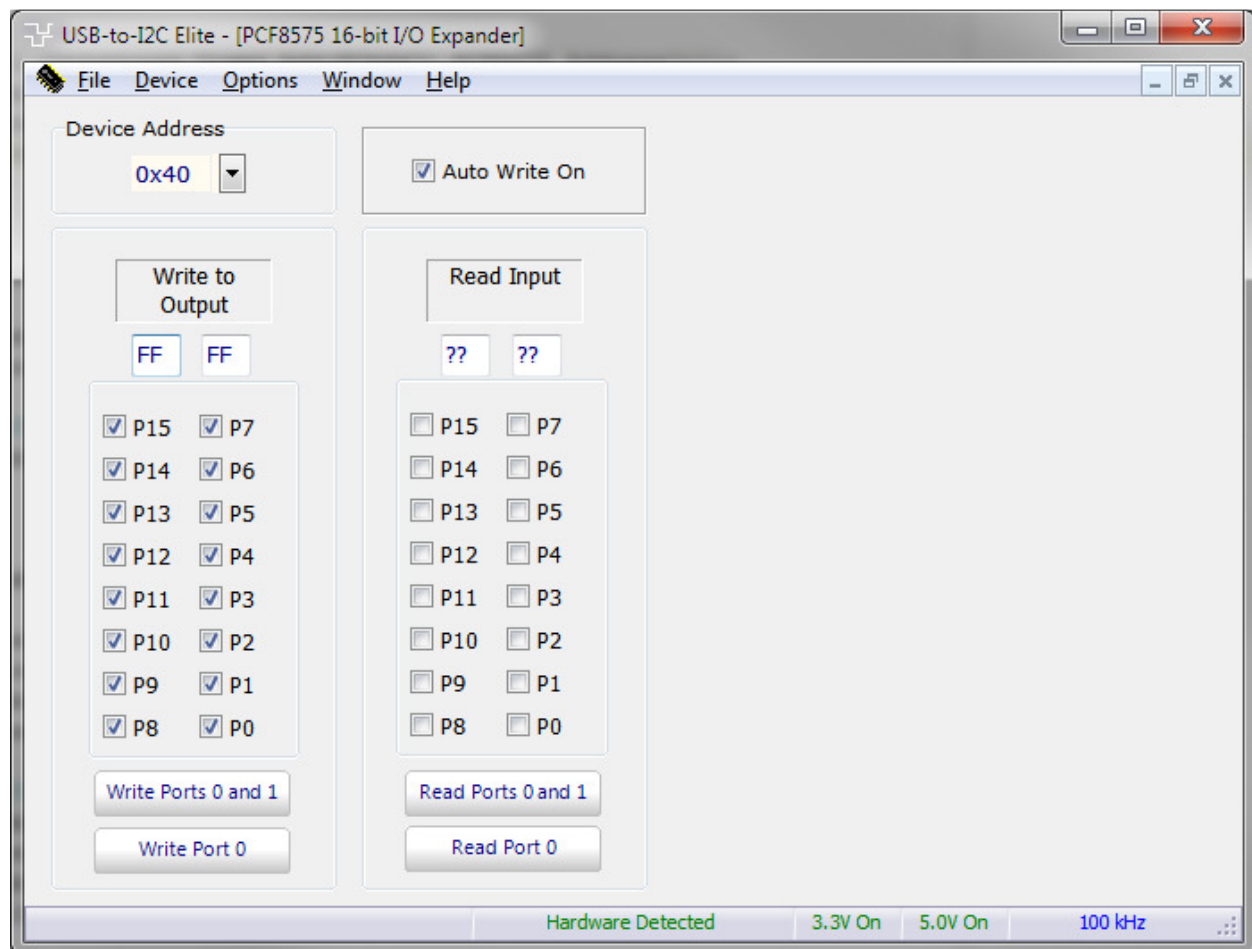 USB-to-I2C Elite - [PCF8575 16-bit I/O Expander]
File Device Options Window Help
Device Address
0x40
Auto Write On
Write to
Output
Read Input
FF FF
?? ??
P15 P7
P14 P6
P13 P5
P12 P4
P11 P3
P10 P2
P9 P1
P8 P0
P15 P7
P14 P6
P13 P5
P12 P4
P11 P3
P10 P2
P9 P1
P8 P0
Write Ports 0 and 1
Write Port 0
Read Ports 0 and 1
Read Port 0
Hardware Detected 3.3V On 5.0V On 100 kHz